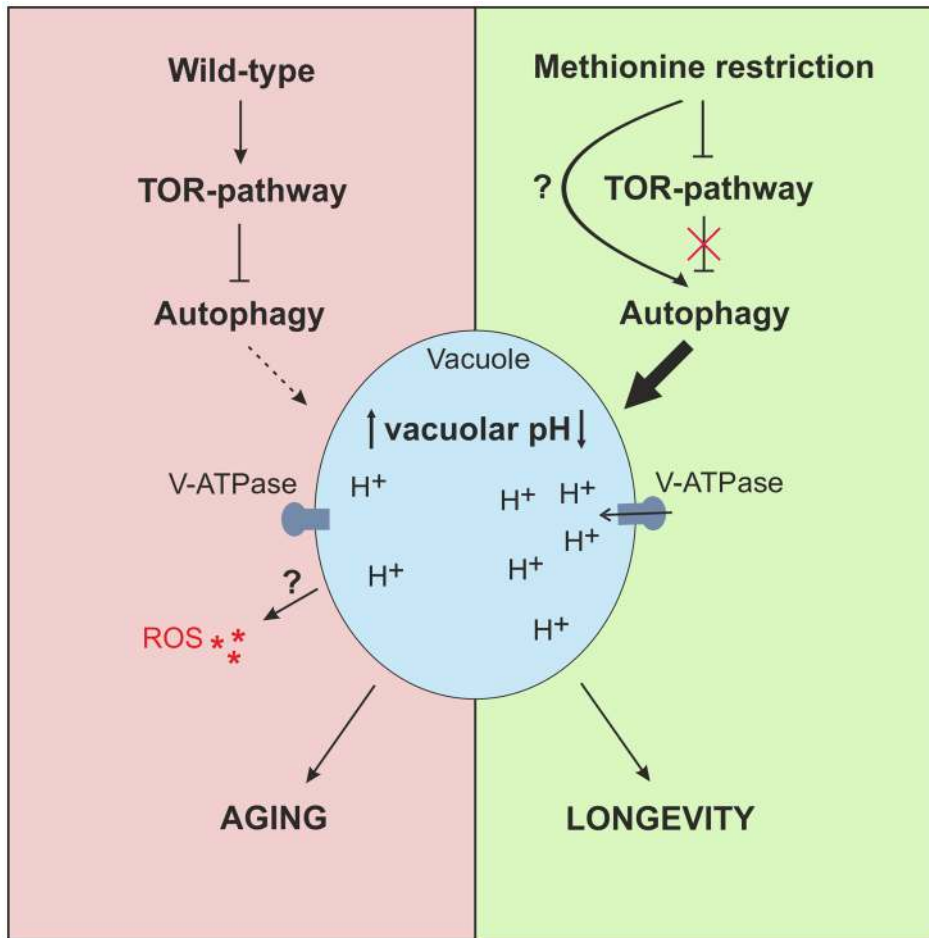 Wild-type
TOR-pathway
Autophagy
Methionine restriction
?
TOR-pathway
Autophagy
Vacuole
↑ vacuolar pH ↓
V-ATPase
H+
H+
?
ROS ***
H+
H+
H+
H+
H+
V-ATPase
AGING
LONGEVITY